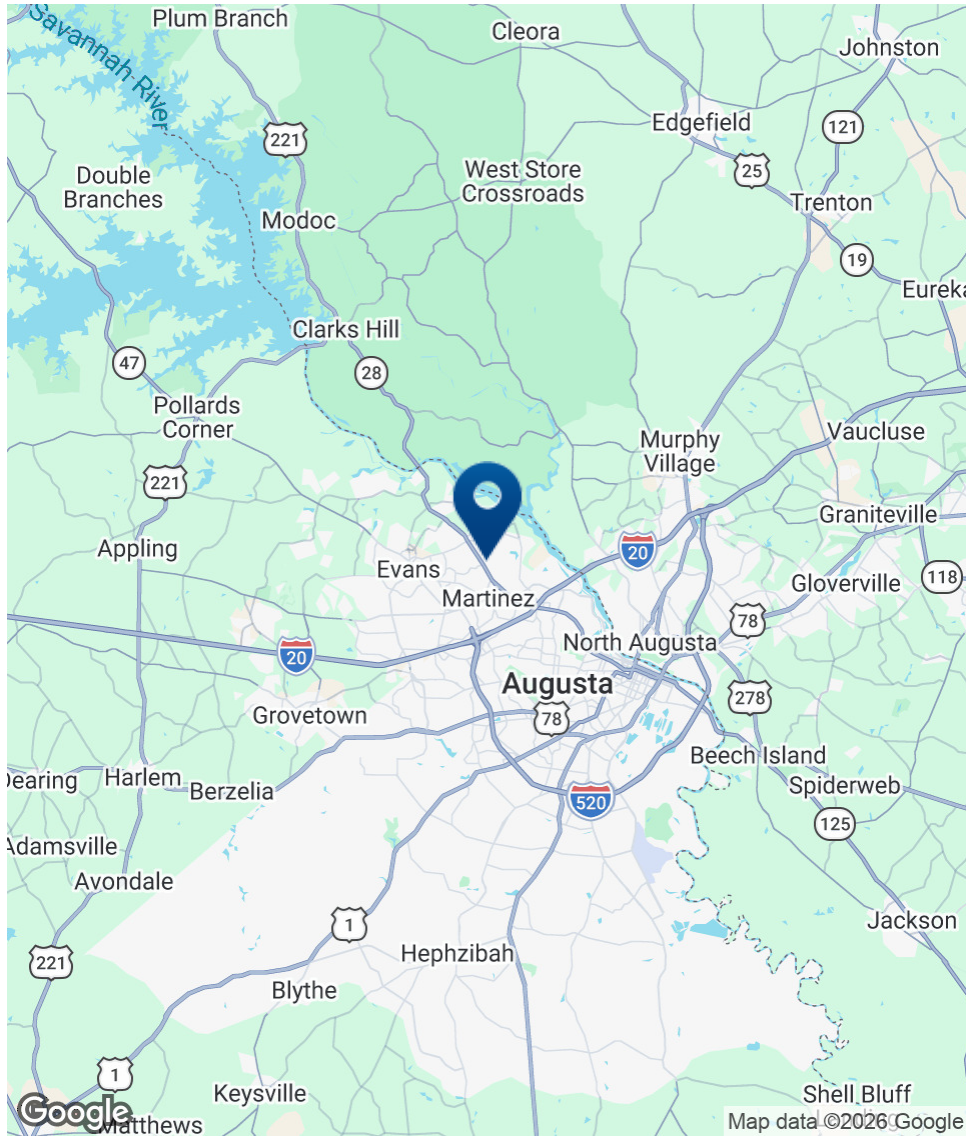 Plum Branch
Cleora
Johnston
Savannah River
221
Edgefield
121
25
Double
Branches
West Store
Crossroads
Trenton
Modoc
19
Eureka
Clarks Hill
47
28
Pollards
Corner
Murphy
Village
Vaucluse
221
Graniteville
Appling
20
Evans
Gloverville
118
Martinez
78
20
North Augusta
Augusta
278
Grovetown
78
Beech Island
Dearing
Harlem
Berzelia
Spiderweb
520
125
Adamsville
Avondale
Jackson
1
221
Hephzibah
Blythe
1
Keysville
Shell Bluff
Landing
Google
Matthews
Map data ©2026 Google